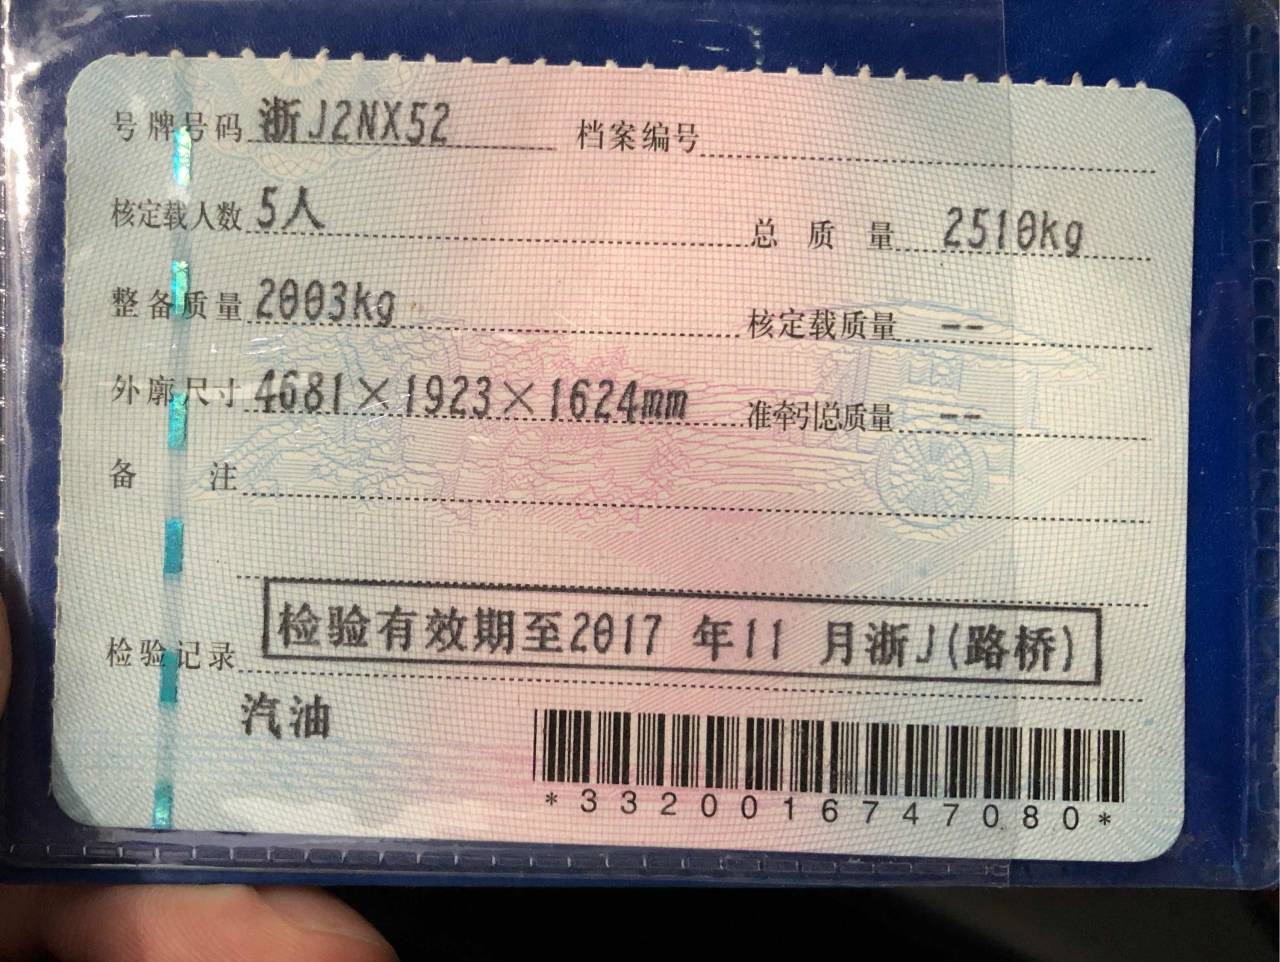 号牌号码 浙J2NX52 档案编号
核定载人数 5人 总质量 2510kg
整备质量 2003kg 核定载质量 --
外廓尺寸 4681×1923×1624mm 准牵引总质量 --
备注
检验记录 检验有效期至2017年11月浙J(路桥)
汽油
*3320016747080*